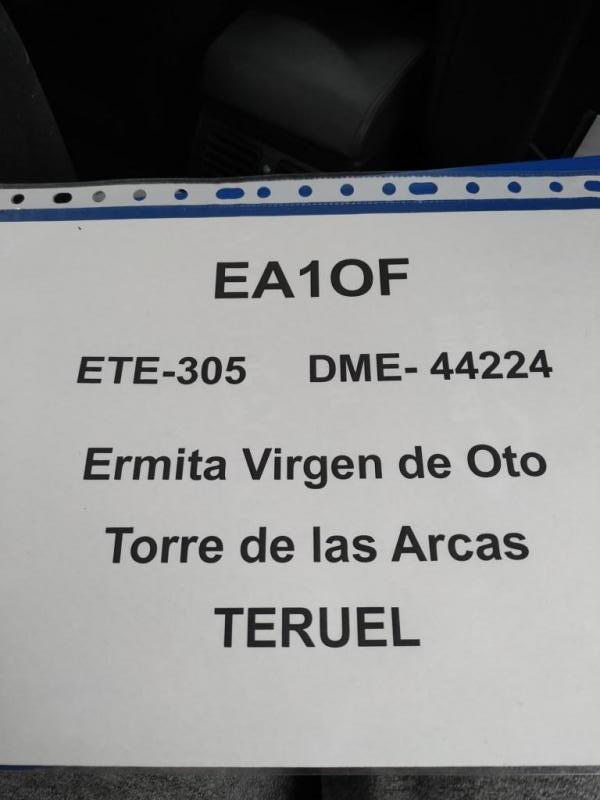 EA1OF
ETE-305 DME- 44224
Ermita Virgen de Oto
Torre de las Arcas
TERUEL